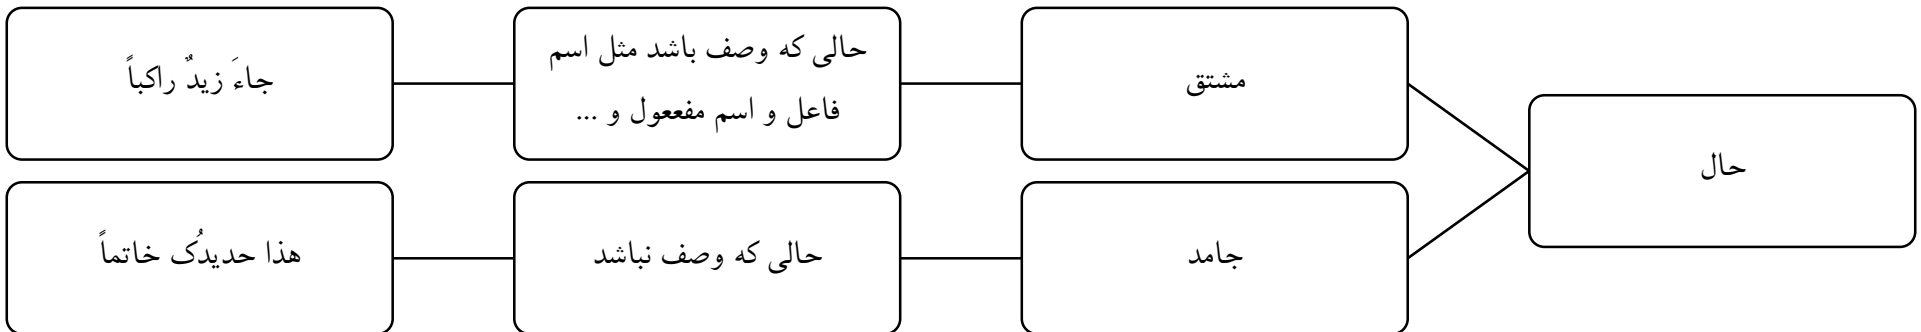 حال
مشتق
حالی که وصف باشد مثل اسم
فاعل و اسم مفععول و ...
جاءَ زیدٌ راکباً
جامد
حالی که وصف نباشد
هذا حدیدُک خاتماً